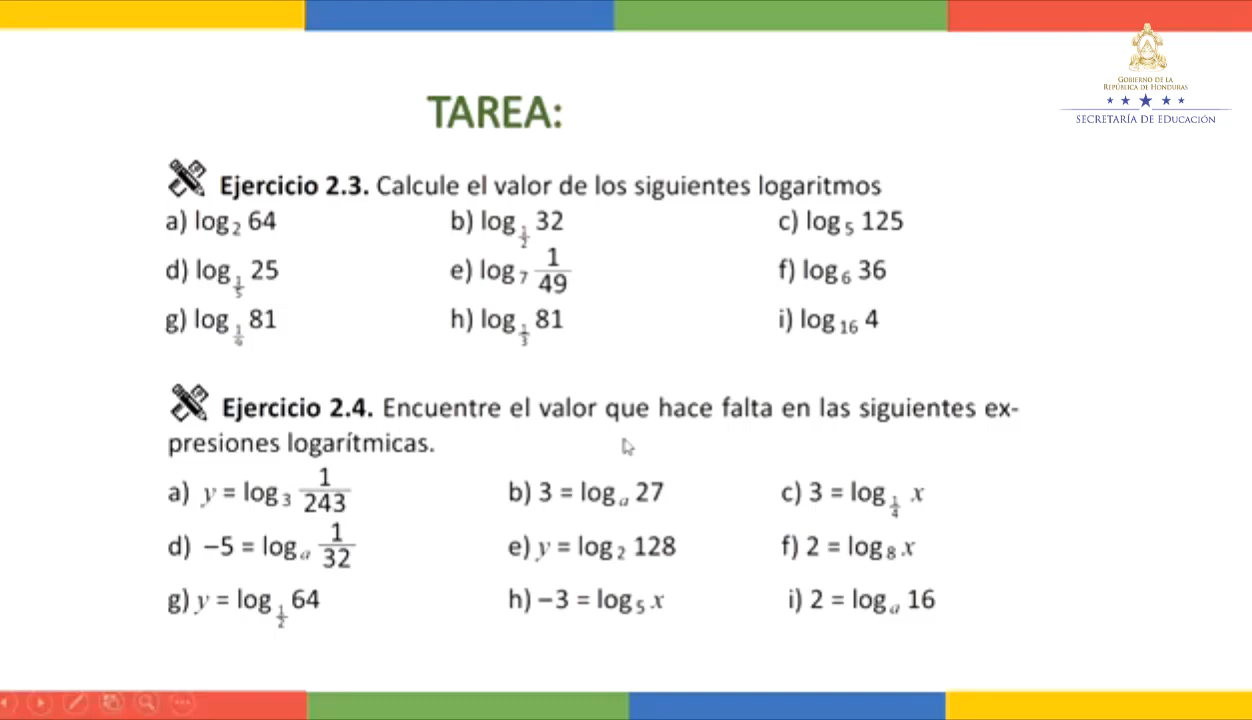 GOBIERNO DE LA
REPÚBLICA DE HONDURAS
SECRETARÍA DE EDUCACIÓN
TAREA:
Ejercicio 2.3. Calcule el valor de los siguientes logaritmos
a) log₂ 64 b) log_{1/2} 32 c) log₅ 125
d) log_{1/5} 25 e) log₇ 1/49 f) log₆ 36
g) log_{1/4} 81 h) log_{1/3} 81 i) log₁₆ 4
Ejercicio 2.4. Encuentre el valor que hace falta en las siguientes ex-
presiones logarítmicas.
a) y = log₃ 1/243 b) 3 = logₐ 27 c) 3 = log_{1/4} x
d) −5 = logₐ 1/32 e) y = log₂ 128 f) 2 = log₈ x
g) y = log_{1/2} 64 h) −3 = log₅ x i) 2 = logₐ 16